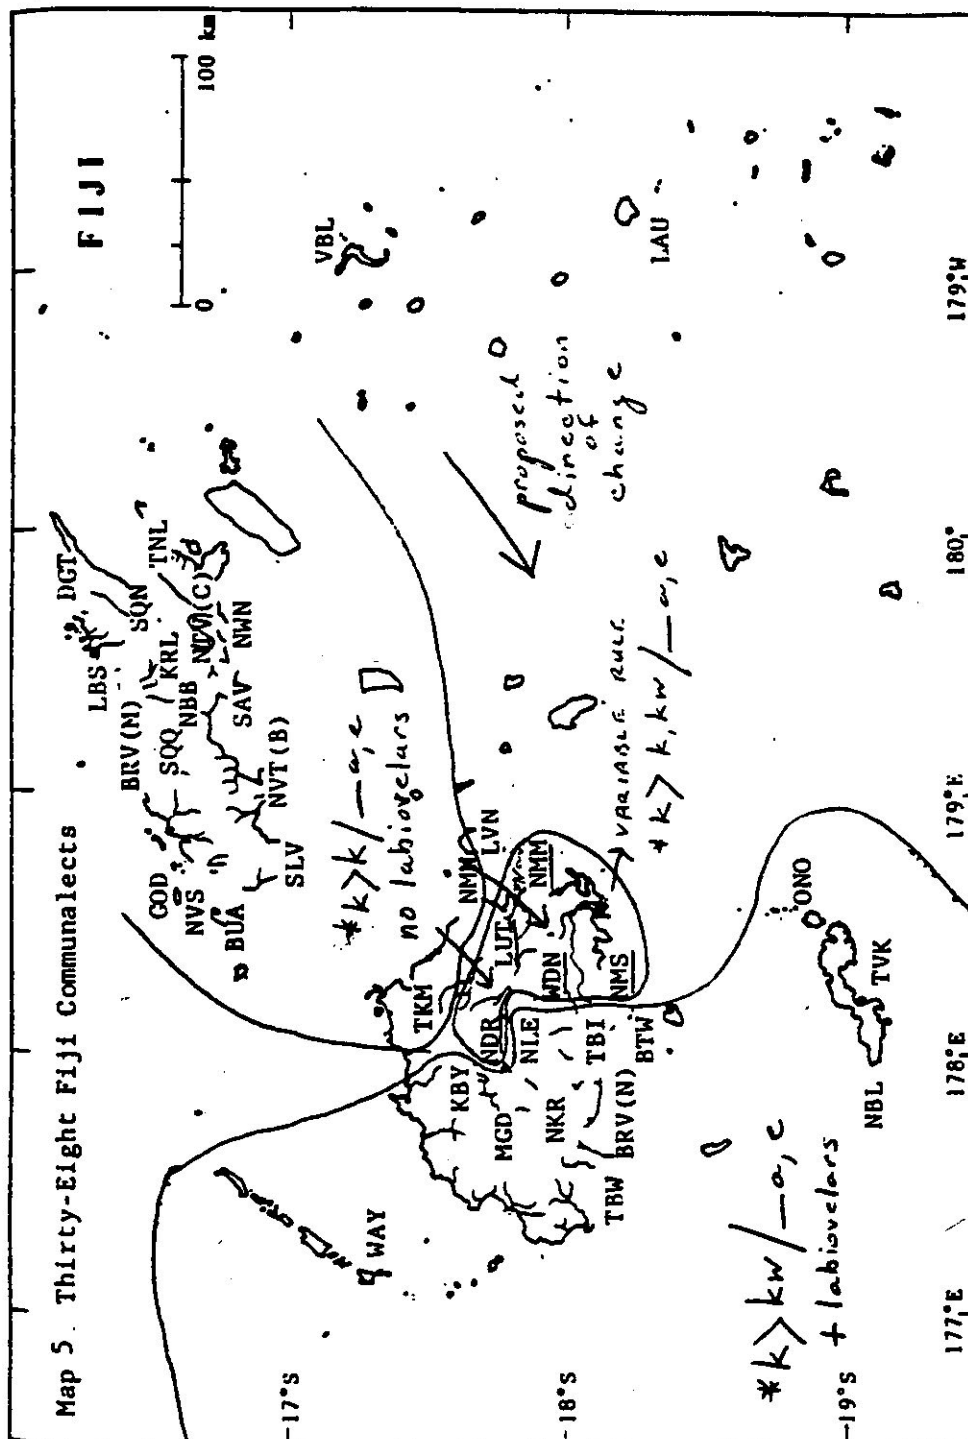 Map 5. Thirty-Eight Fiji Communalects
FIJI
0
100 km
DGT
LBS
SQN
TNL
BRV(M)
KRL
SQQ
NBB
GOD
NVS
SAV
NWN
BUA
NVT(B)
SLV
VBL
-17°S
WAY
*k>k/__a,e
no labiovelars
proposed
direction
of
change
TKM
NMM
LVN
KBY
NDR
LUT
MGD
NLE
NMM
NKR
WDN
TBI
-18°S
BRV(N)
TBW
BTW
NMS
VARIABLE RULE
*k>k,kw/__a,e
LAU
*k>kw/__a,e
+ labiovelars
ONO
TVK
NBL
-19°S
177°E
178°E
179°E
180°
179°W